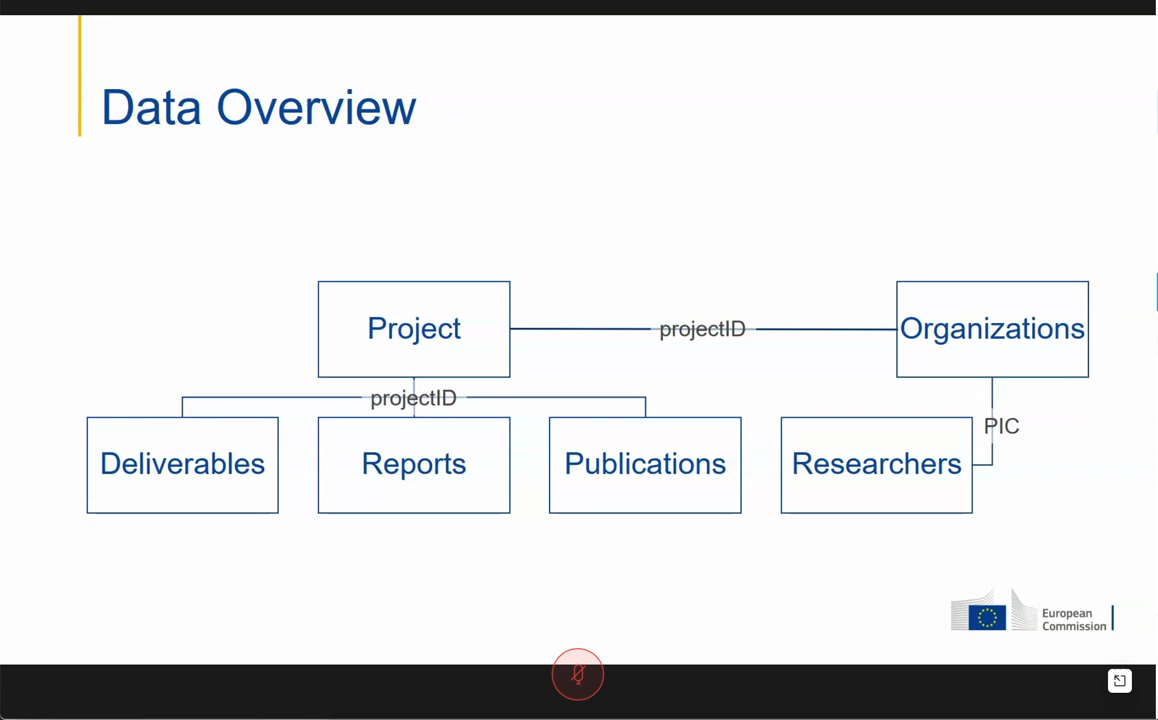 Data Overview
Project
projectID
Organizations
projectID
PIC
Deliverables
Reports
Publications
Researchers
European
Commission